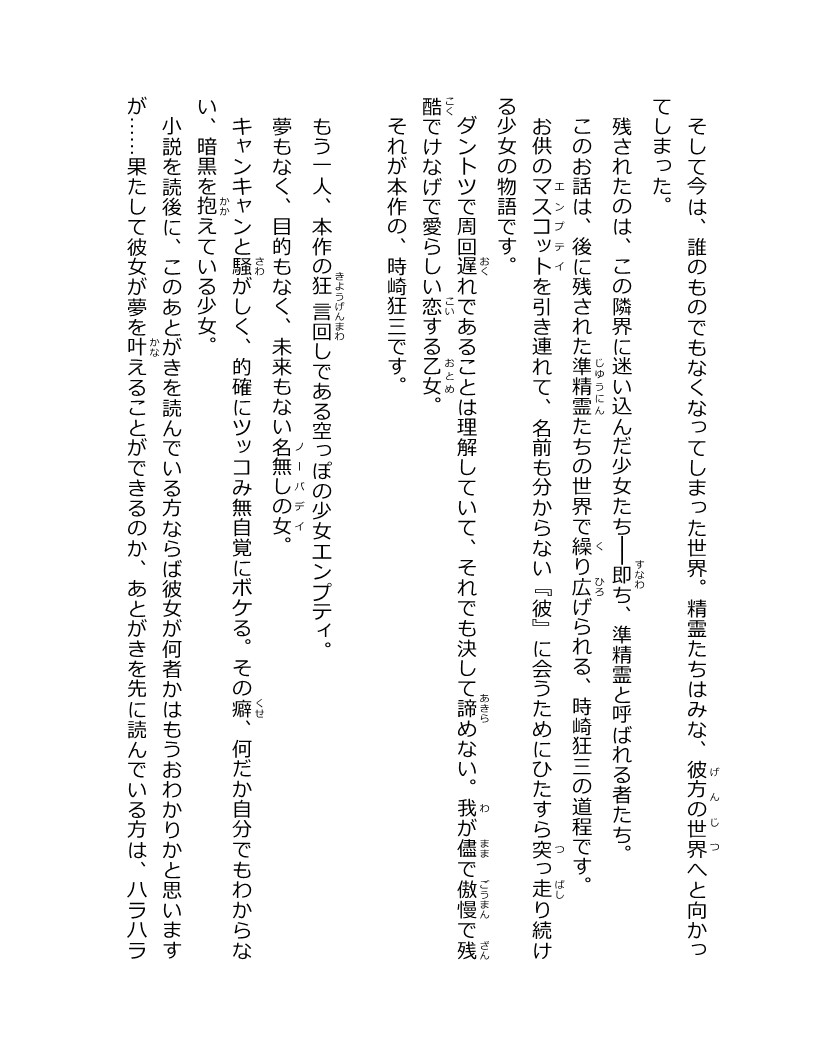 そして今は、誰のものでもなくなってしまった世界。精霊たちはみな、彼方の世界へと向かっ
てしまった。
残されたのは、この隣界に迷い込んだ少女たち──即ち、準精霊と呼ばれる者たち。
このお話は、後に残された準精霊たちの世界で繰り広げられる、時崎狂三の道程です。
お供のマスコットを引き連れて、名前も分からない『彼』に会うためにひたすら突っ走り続け
る少女の物語です。
ダントツで周回遅れであることは理解していて、それでも決して諦めない。我が儘で傲慢で残
酷でけなげで愛らしい恋する乙女。
それが本作の、時崎狂三です。
もう一人、本作の狂言回しである空っぽの少女エンプティ。
夢もなく、目的もなく、未来もない名無しの女。
キャンキャンと騒がしく、的確にツッコみ無自覚にボケる。その癖、何だか自分でもわからな
い、暗黒を抱えている少女。
小説を読後に、このあとがきを読んでいる方ならば彼女が何者かはもうおわかりかと思います
が……果たして彼女が夢を叶えることができるのか、あとがきを先に読んでいる方は、ハラハラ